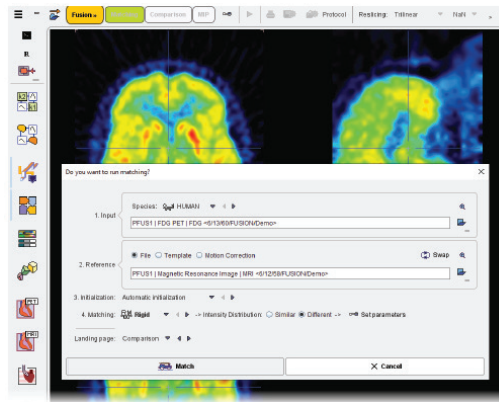 Fusion
Comparison
MIP
Protocol
Reslicing: Trilinear
NaN
Do you want to run matching?
1. Input
Species: HUMAN
PFUS1 | FDG PET | FDG <6/13/60/FUSION/Demo>
2. Reference
File Template Motion Correction Swap
PFUS1 | Magnetic Resonance Image | MRI <6/12/58/FUSION/Demo>
3. Initialization: Automatic initialization
4. Matching: Rigid -> Intensity Distribution: Similar Different -> Set parameters
Landing page: Comparison
Match
Cancel